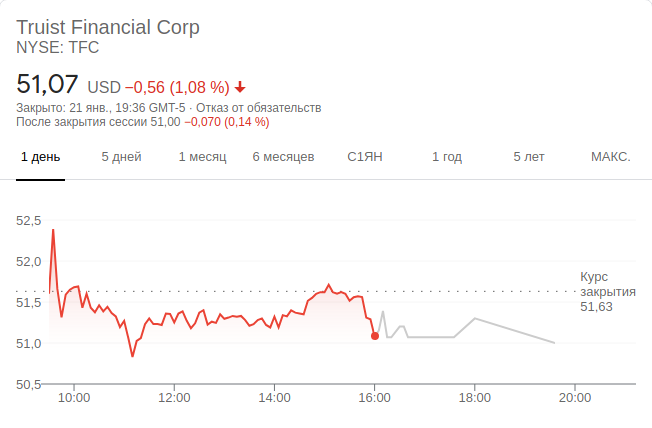 Truist Financial Corp
NYSE: TFC
51,07 USD −0,56 (1,08 %)
Закрыто: 21 янв., 19:36 GMT-5 · Отказ от обязательств
После закрытия сессии 51,00 −0,070 (0,14 %)
1 день 5 дней 1 месяц 6 месяцев С1ЯН 1 год 5 лет МАКС.
52,5
52,0
51,5
51,0
50,5
Курс
закрытия
51,63
10:00 12:00 14:00 16:00 18:00 20:00